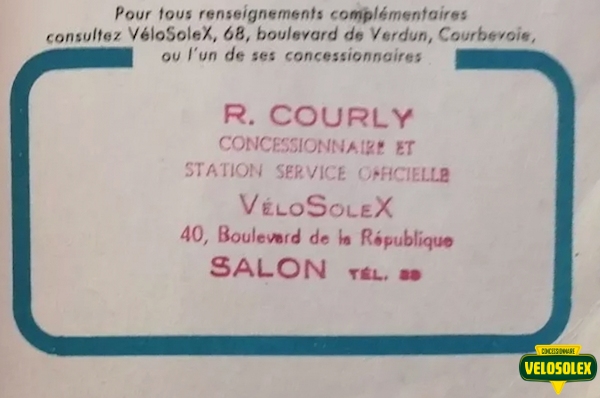 Pour tous renseignements complémentaires
consultez VéloSoleX, 68, boulevard de Verdun, Courbevoie,
ou l'un de ses concessionnaires
R. COURLY
CONCESSIONNAIRE ET
STATION SERVICE OFFICIELLE
VÉLOSOLEX
40, Boulevard de la République
SALON TÉL.
CONCESSIONNAIRE
VELOSOLEX